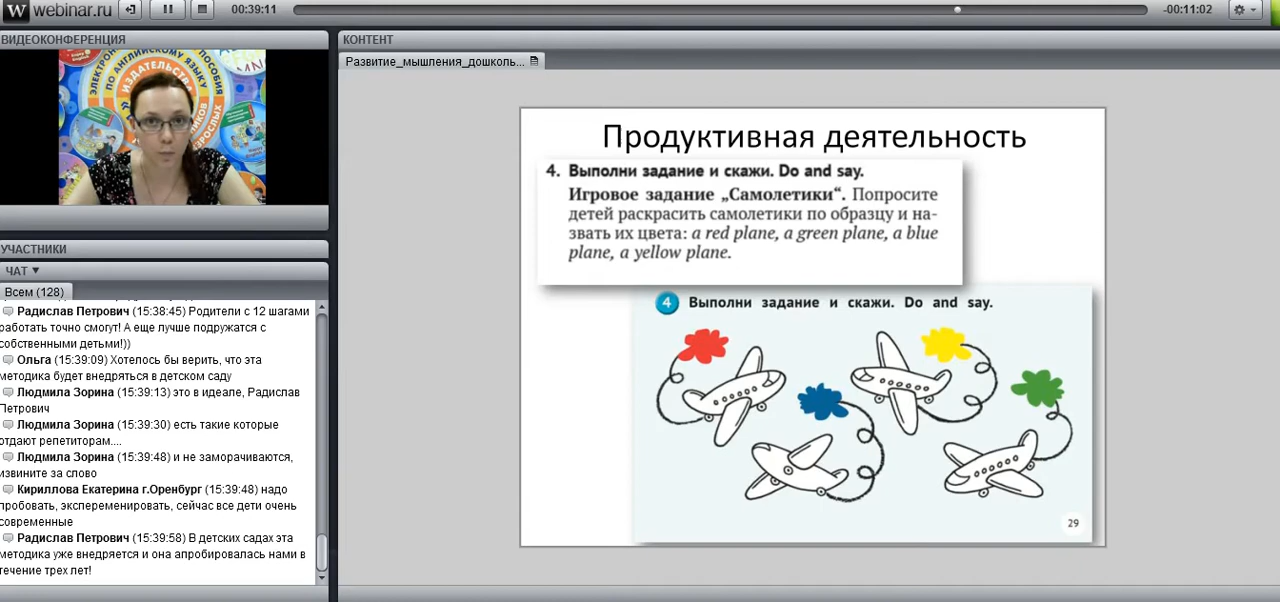 W webinar.ru
00:39:11
-00:11:02
ВИДЕОКОНФЕРЕНЦИЯ
ЭЛЕКТРОН
ПО АНГЛИЙСКОМУ ЯЗЫКУ
ПОСОБИЯ
ИЗДАТЕЛЬСТВА
УЧАСТНИКИ
ЧАТ ▼
Всем (128)
Радислав Петрович (15:38:45) Родители с 12 шагами
работать точно смогут! А еще лучше подружатся с
собственными детьми!))
Ольга (15:39:09) Хотелось бы верить, что эта
методика будет внедряться в детском саду
Людмила Зорина (15:39:13) это в идеале, Радислав
Петрович
Людмила Зорина (15:39:30) есть такие которые
отдают репетиторам....
Людмила Зорина (15:39:48) и не заморачиваются,
извините за слово
Кириллова Екатерина г.Оренбург (15:39:48) надо
пробовать, экспереминтировать, сейчас все дети очень
современные
Радислав Петрович (15:39:58) В детских садах эта
методика уже внедряется и она апробировалась нами в
течение трех лет!
КОНТЕНТ
Развитие_мышления_дошколь...
Продуктивная деятельность
4. Выполни задание и скажи. Do and say.
Игровое задание „Самолетики“. Попросите
детей раскрасить самолетики по образцу и на-
звать их цвета: a red plane, a green plane, a blue
plane, a yellow plane.
4 Выполни задание и скажи. Do and say.
29